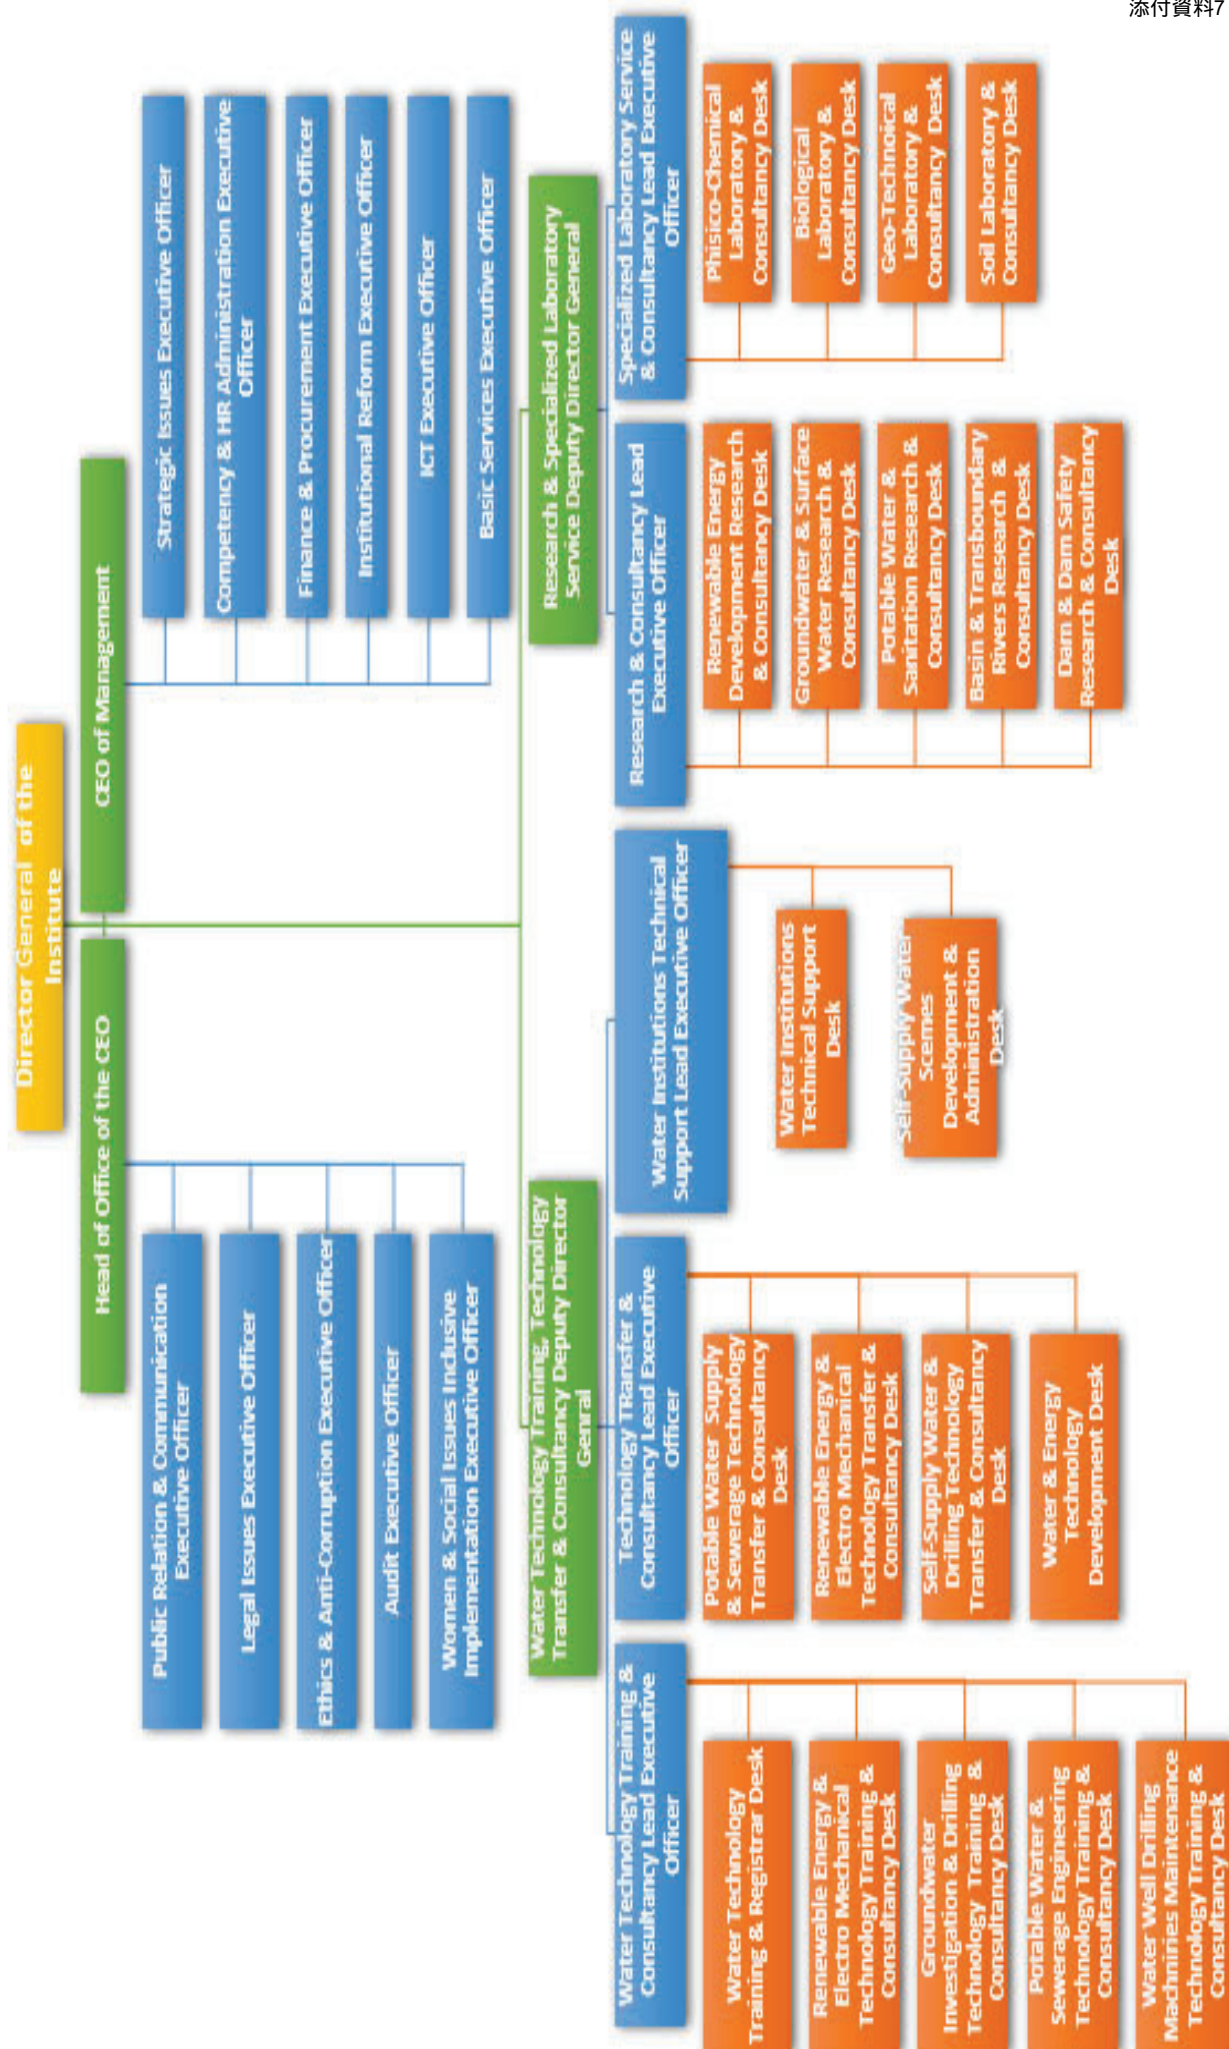 添付資料7
Director General of the
Institute
Head of Office of the CEO
CEO of Management
Public Relation & Communication
Executive Officer
Legal Issues Executive Officer
Ethics & Anti-Corruption Executive Officer
Audit Executive Officer
Women & Social Issues Inclusive
Implementation Executive Officer
Strategic Issues Executive Officer
Competency & HR Administration Executive
Officer
Finance & Procurement Executive Officer
Institutional Reform Executive Officer
ICT Executive Officer
Basic Services Executive Officer
Water Technology Training, Technology
Transfer & Consultancy Deputy Director
Genral
Research & Specialized Laboratory
Service Deputy Director General
Water Technology Training &
Consultancy Lead Executive
Officer
Water Technology
Training & Registrar Desk
Renewable Energy &
Electro Mechanical
Technology Training &
Consultancy Desk
Groundwater
Investigation & Drilling
Technology Training &
Consultancy Desk
Potable Water &
Sewerage Engineering
Technology Training &
Consultancy Desk
Water Well Drilling
Machnines Maintenance
Technology Training &
Consultancy Desk
Technology TRansfer &
Consultancy Lead Executive
Officer
Potable Water Supply
& Sewerage Technology
Transfer & Consultancy
Desk
Renewable Energy &
Electro Mechanical
Technology Transfer &
Consultancy Desk
Self-Supply Water &
Drilling Technology
Transfer & Consultancy
Desk
Water & Energy
Technology
Development Desk
Water Institutions Technical
Support Lead Executive Officer
Water Institutions
Technical Support
Desk
Self-Supply Water
Scemes
Development &
Administration
Desk
Research & Consultancy Lead
Executive Officer
Renewable Energy
Development Research
& Consultancy Desk
Groundwater & Surface
Water Research &
Consultancy Desk
Potable Water &
Sanitation Research &
Consultancy Desk
Basin & Transboundary
Rivers Research &
Consultancy Desk
Dam & Dam Safety
Research & Consultancy
Desk
Specialized Laboratory Service
& Consultancy Lead Executive
Officer
Phisico-Chemical
Laboratory &
Consultancy Desk
Biological
Laboratory &
Consultancy Desk
Geo-Technoical
Laboratory &
Consultancy Desk
Soil Laboratory &
Consultancy Desk